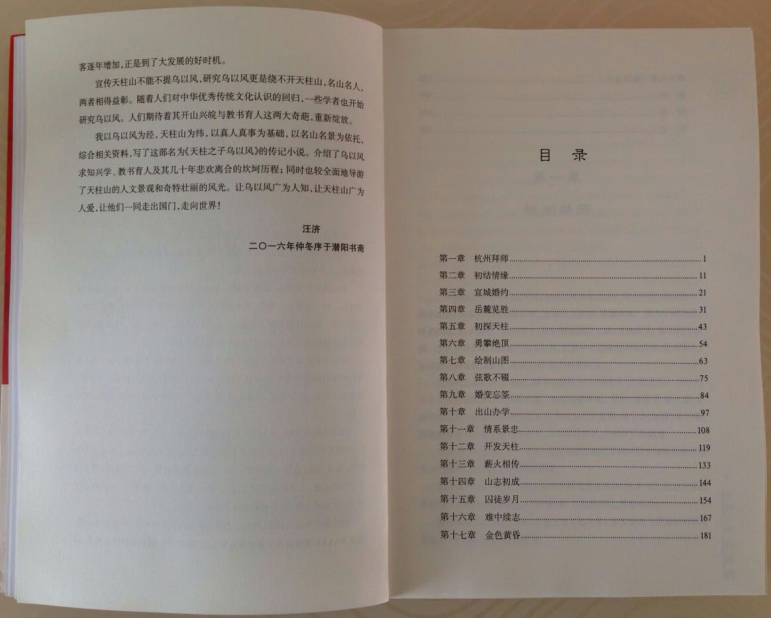 客逐年增加,正是到了大发展的好时机。
宣传天柱山不能不提乌以风,研究乌以风更是绕不开天柱山,名山名人,
两者相得益彰。随着人们对中华优秀传统文化认识的回归,一些学者也开始
研究乌以风。人们期待着其开山兴皖与教书育人这两大奇葩,重新绽放。
我以乌以风为经,天柱山为纬,以真人真事为基础,以名山名景为依托,
综合相关资料,写了这部名为《天柱之子乌以风》的传记小说。介绍了乌以风
求知兴学、教书育人及其几十年悲欢离合的坎坷历程;同时也较全面地导游
了天柱山的人文景观和奇特壮丽的风光。让乌以风广为人知,让天柱山广为
人爱,让他们一同走出国门,走向世界!
汪济
二〇一六年仲冬序于潜阳书斋
目 录
第一章 杭州拜师 1
第二章 初结情缘 11
第三章 宣城婚约 21
第四章 岳麓览胜 31
第五章 初探天柱 43
第六章 勇攀绝顶 54
第七章 绘制山图 63
第八章 弦歌不辍 75
第九章 婚变忘筌 84
第十章 出山办学 97
第十一章 情系景忠 108
第十二章 开发天柱 119
第十三章 薪火相传 133
第十四章 山志初成 144
第十五章 囚徒岁月 154
第十六章 难中续志 167
第十七章 金色黄昏 181